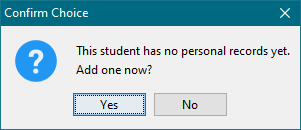 Confirm Choice
This student has no personal records yet.
Add one now?
Yes
No